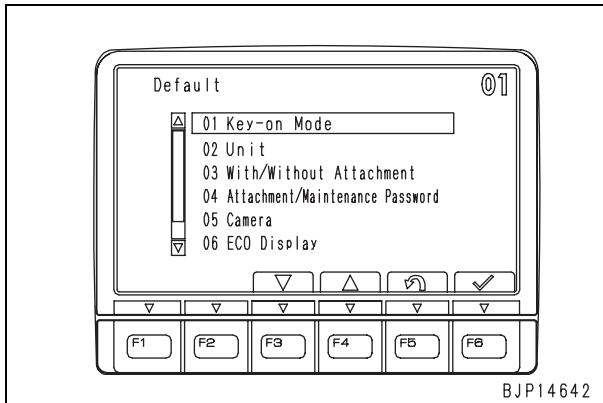 Default 01
01 Key-on Mode
02 Unit
03 With/Without Attachment
04 Attachment/Maintenance Password
05 Camera
06 ECO Display
F1 F2 F3 F4 F5 F6
BJP14642